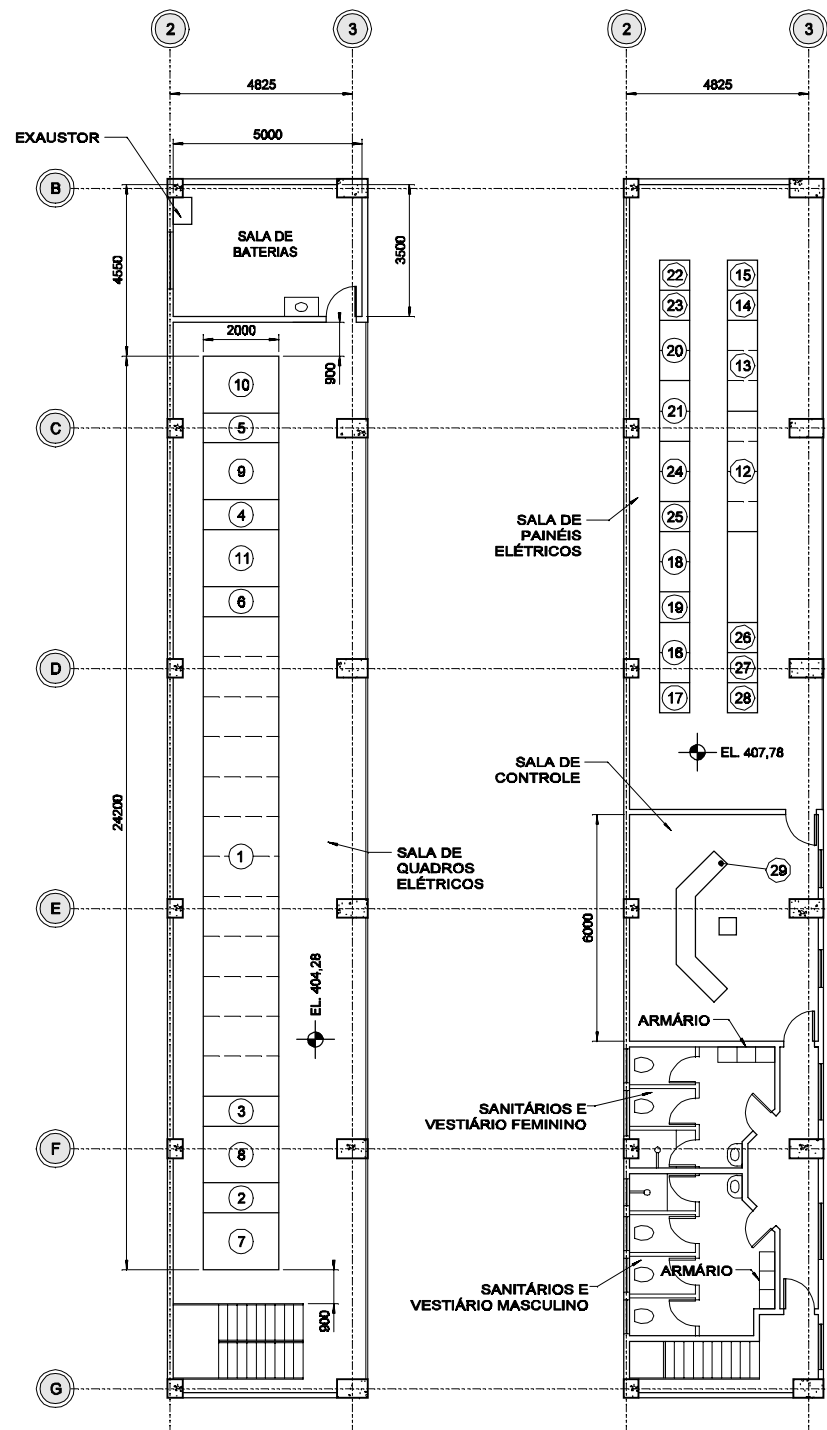 2
3
2
3
4825
4825
EXAUSTOR
5000
B
SALA DE
BATERIAS
4550
3500
2000
900
10
C
5
9
4
11
6
D
24200
1
SALA DE
QUADROS
ELÉTRICOS
E
EL. 404,28
3
F
8
2
7
900
G
22
15
23
14
20
13
21
24
12
SALA DE
PAINÉIS
ELÉTRICOS
25
18
19
26
16
27
17
28
EL. 407,78
SALA DE
CONTROLE
29
6000
ARMÁRIO
SANITÁRIOS E
VESTIÁRIO FEMININO
ARMÁRIO
SANITÁRIOS E
VESTIÁRIO MASCULINO